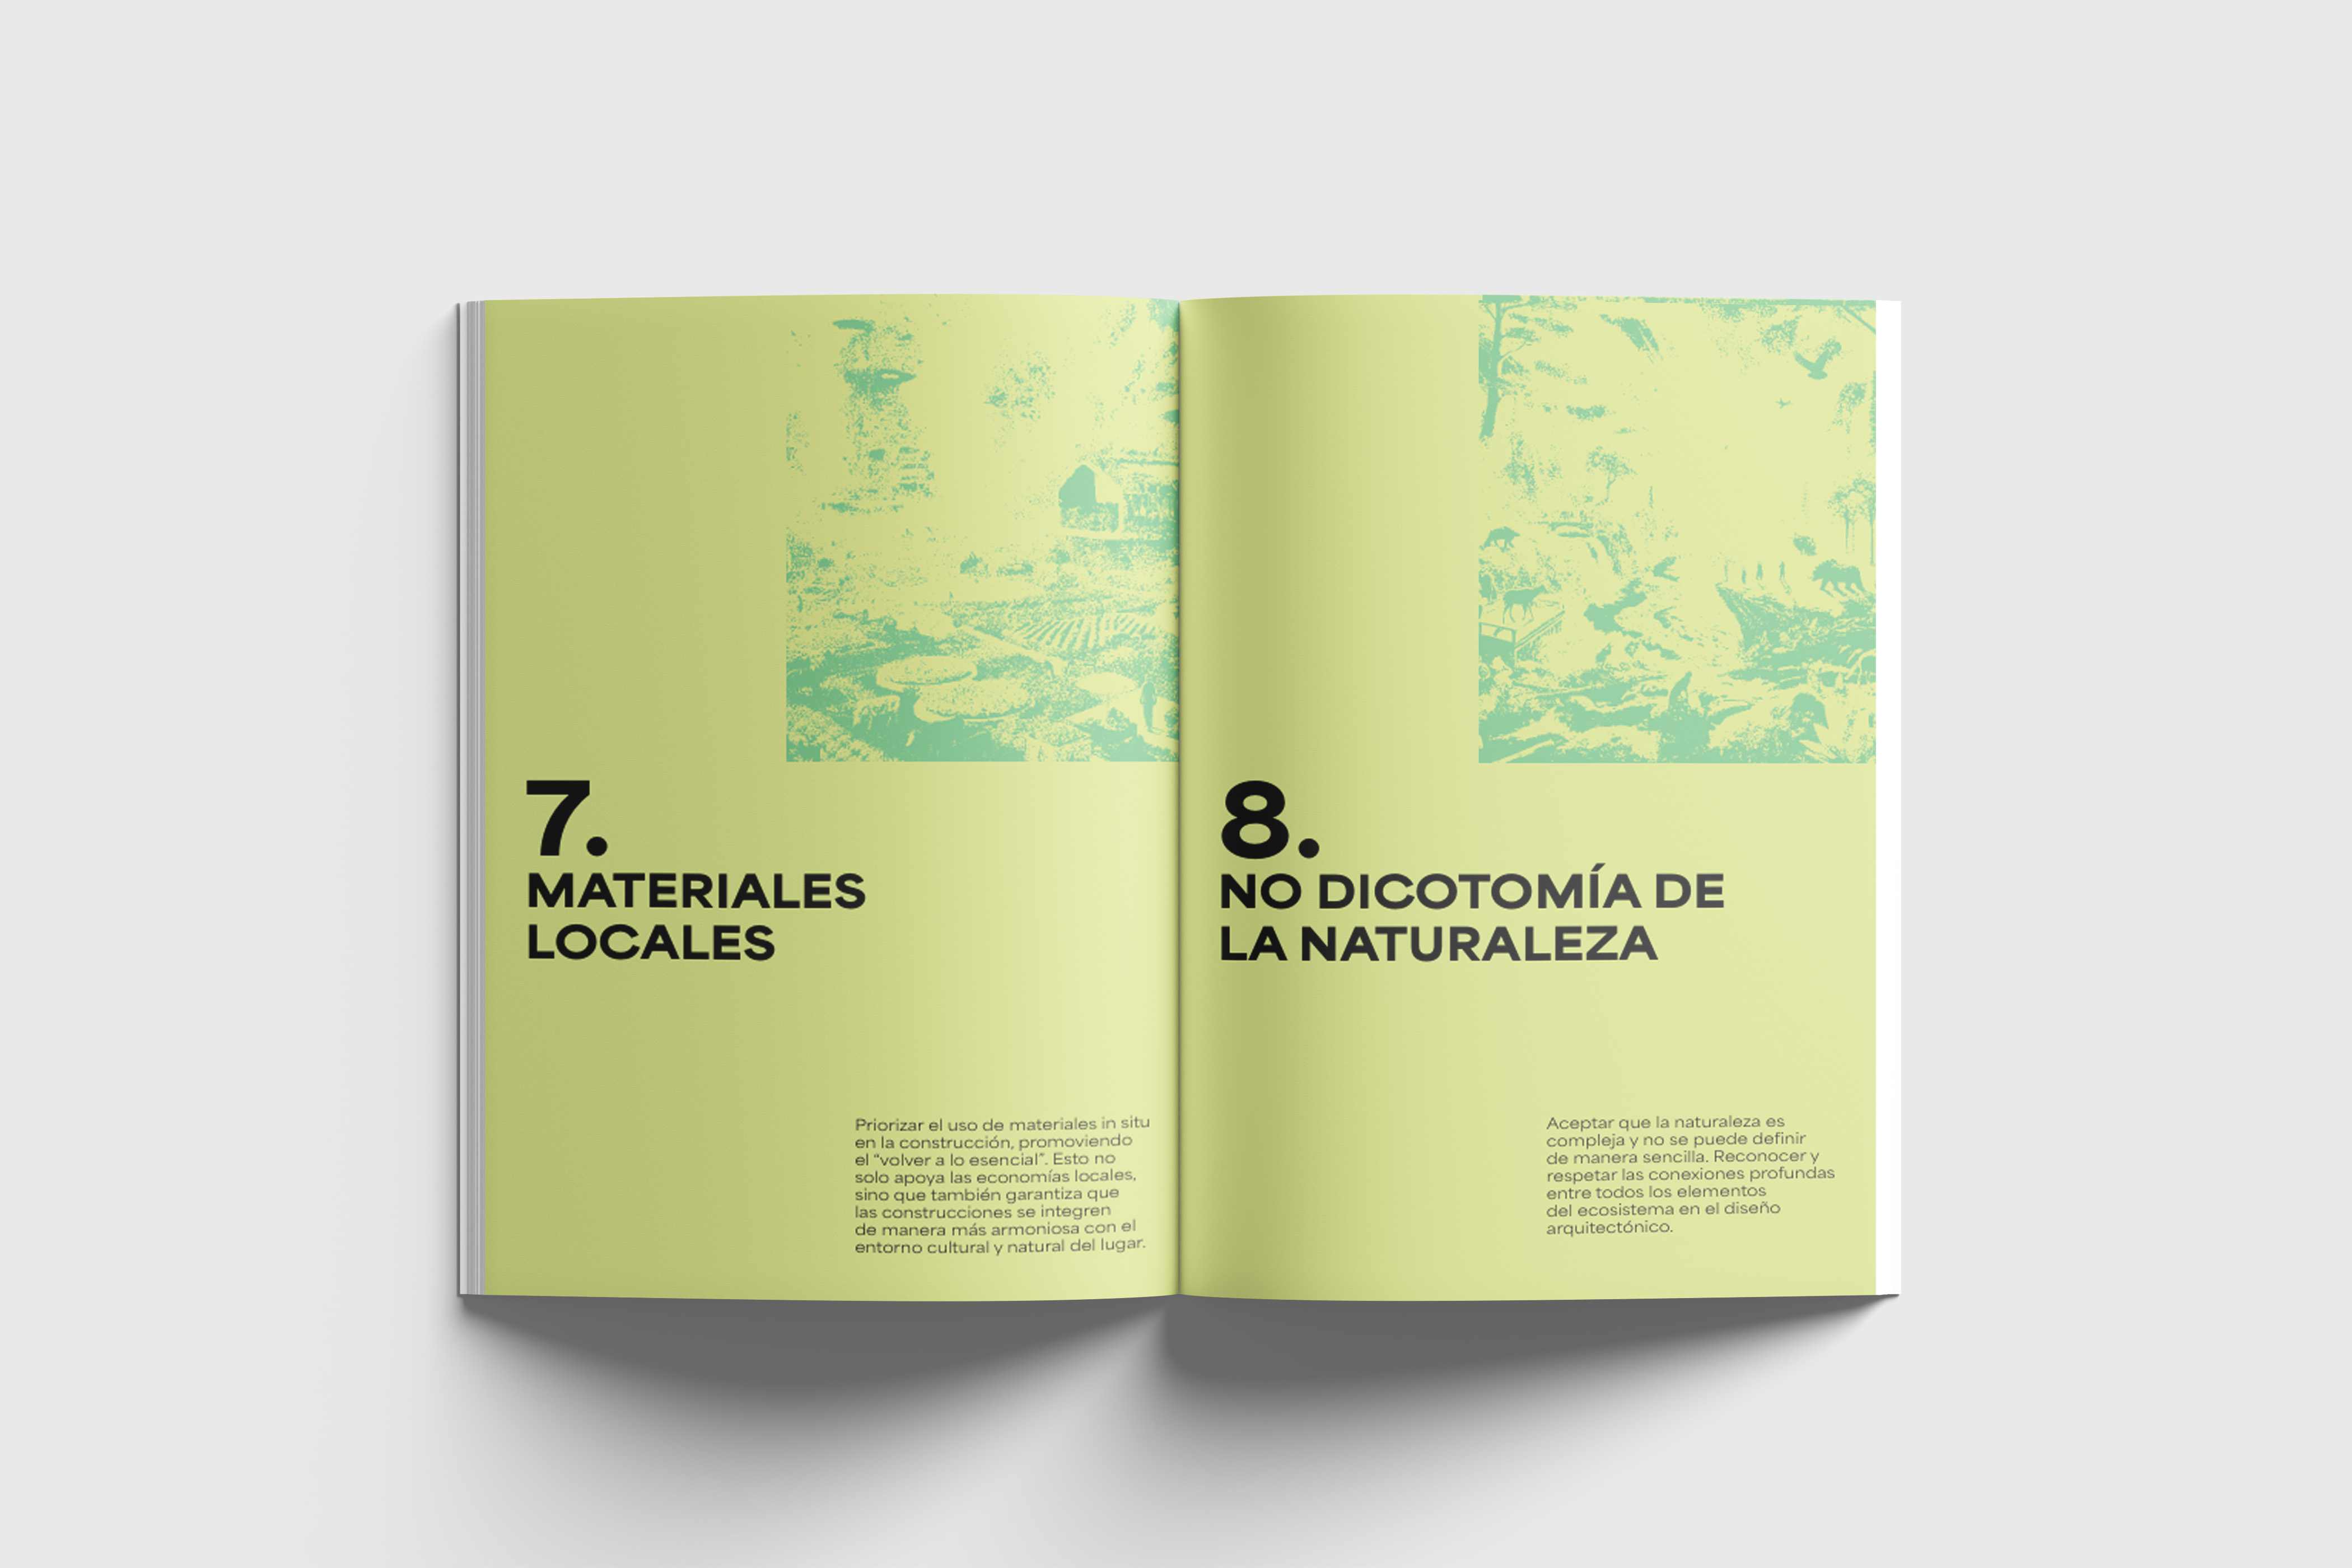 7.
MATERIALES
LOCALES
Priorizar el uso de materiales in situ
en la construcción, promoviendo
el “volver a lo esencial”. Esto no
solo apoya las economías locales,
sino que también garantiza que
las construcciones se integren
de manera más armoniosa con el
entorno cultural y natural del lugar.
8.
NO DICOTOMÍA DE
LA NATURALEZA
Aceptar que la naturaleza es
compleja y no se puede definir
de manera sencilla. Reconocer y
respetar las conexiones profundas
entre todos los elementos
del ecosistema en el diseño
arquitectónico.